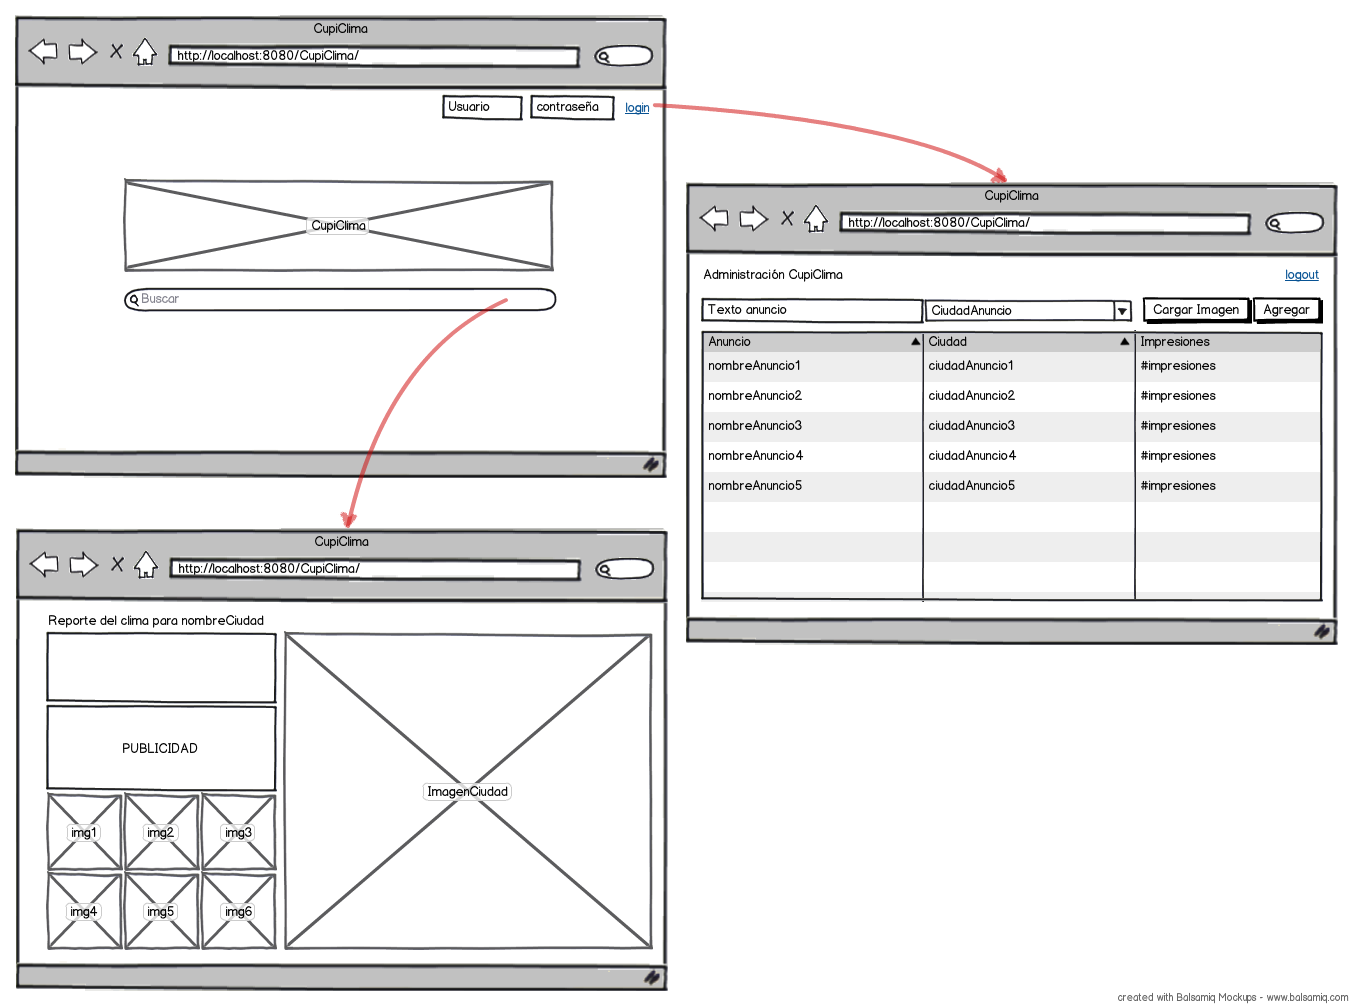 CupiClima
http://localhost:8080/CupiClima/
Usuario
contraseña
login
CupiClima
Buscar
CupiClima
http://localhost:8080/CupiClima/
Administración CupiClima
logout
Texto anuncio
CiudadAnuncio
Cargar Imagen
Agregar
Anuncio
Ciudad
Impresiones
nombreAnuncio1
ciudadAnuncio1
#impresiones
nombreAnuncio2
ciudadAnuncio2
#impresiones
nombreAnuncio3
ciudadAnuncio3
#impresiones
nombreAnuncio4
ciudadAnuncio4
#impresiones
nombreAnuncio5
ciudadAnuncio5
#impresiones
CupiClima
http://localhost:8080/CupiClima/
Reporte del clima para nombreCiudad
PUBLICIDAD
img1
img2
img3
img4
img5
img6
ImagenCiudad
created with Balsamiq Mockups - www.balsamiq.com